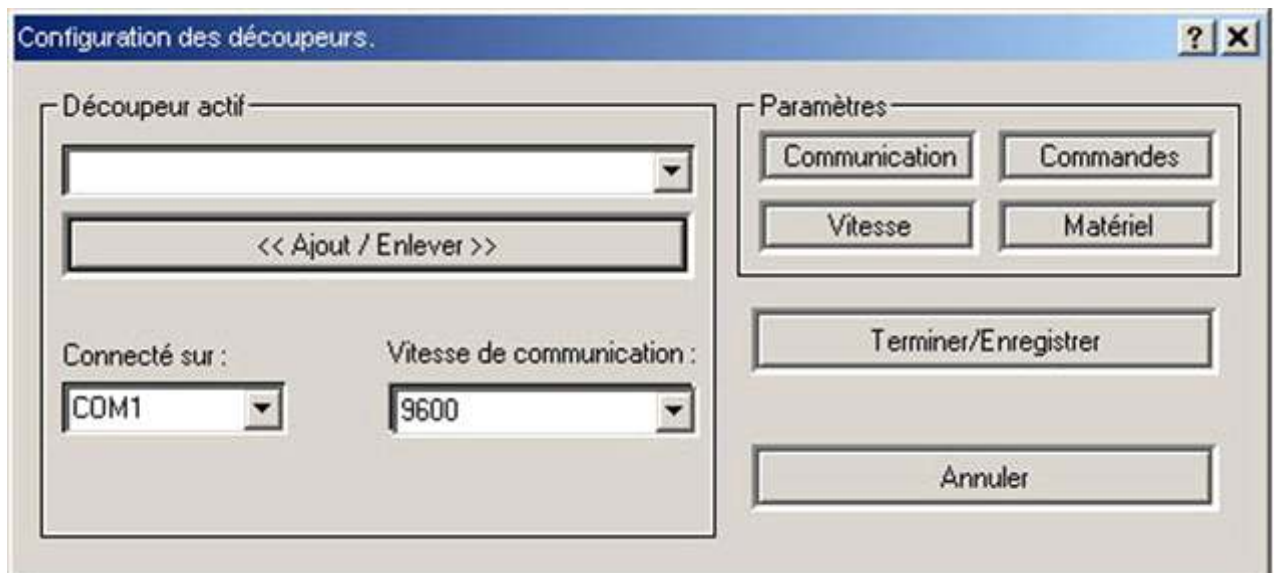 Configuration des découpeurs.
Découpeur actif
<< Ajout / Enlever >>
Connecté sur :
Vitesse de communication :
COM1
9600
Paramètres
Communication
Commandes
Vitesse
Matériel
Terminer/Enregistrer
Annuler